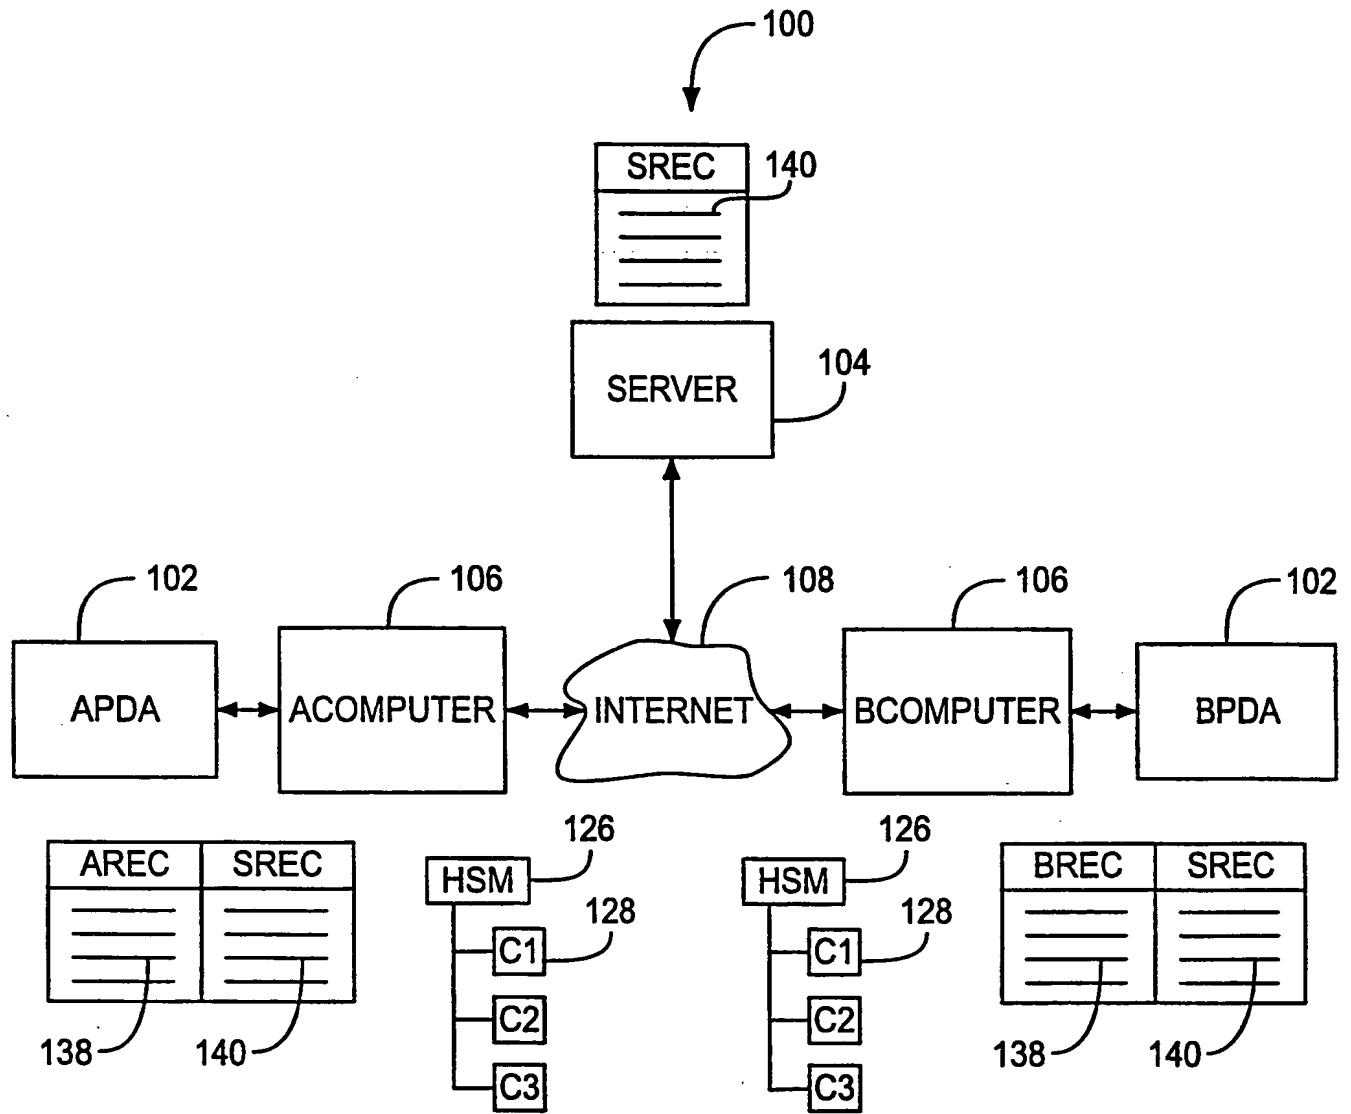 100
SREC
140
SERVER
104
102
106
108
106
102
APDA
ACOMPUTER
INTERNET
BCOMPUTER
BPDA
AREC SREC
138
140
HSM
126
C1
128
C2
C3
HSM
126
C1
128
C2
C3
BREC SREC
138
140